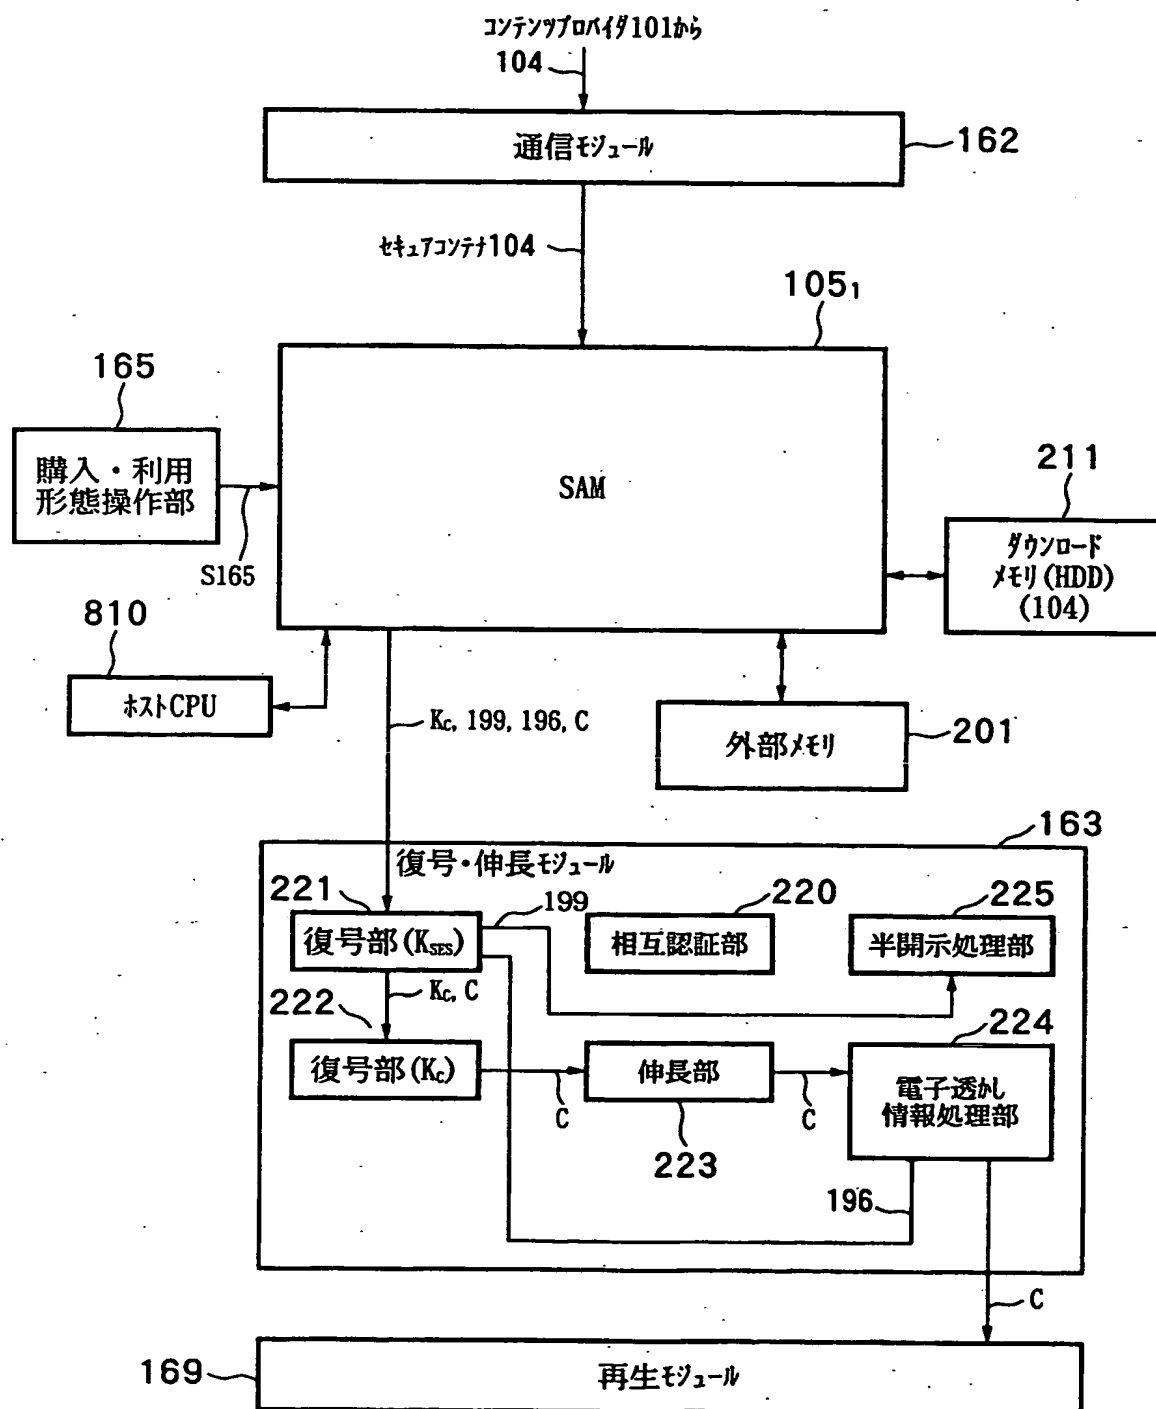 コンテンツプロバイダ101から
104
通信モジュール
162
セキュアコンテナ104
105₁
165
購入・利用
形態操作部
S165
SAM
211
ダウンロード
メモリ(HDD)
(104)
810
ホストCPU
Kc, 199, 196, C
外部メモリ
201
163
復号・伸長モジュール
221
199
220
225
復号部(KSES)
相互認証部
半開示処理部
Kc, C
222
224
復号部(Kc)
伸長部
電子透かし
情報処理部
C
C
223
196
C
169
再生モジュール